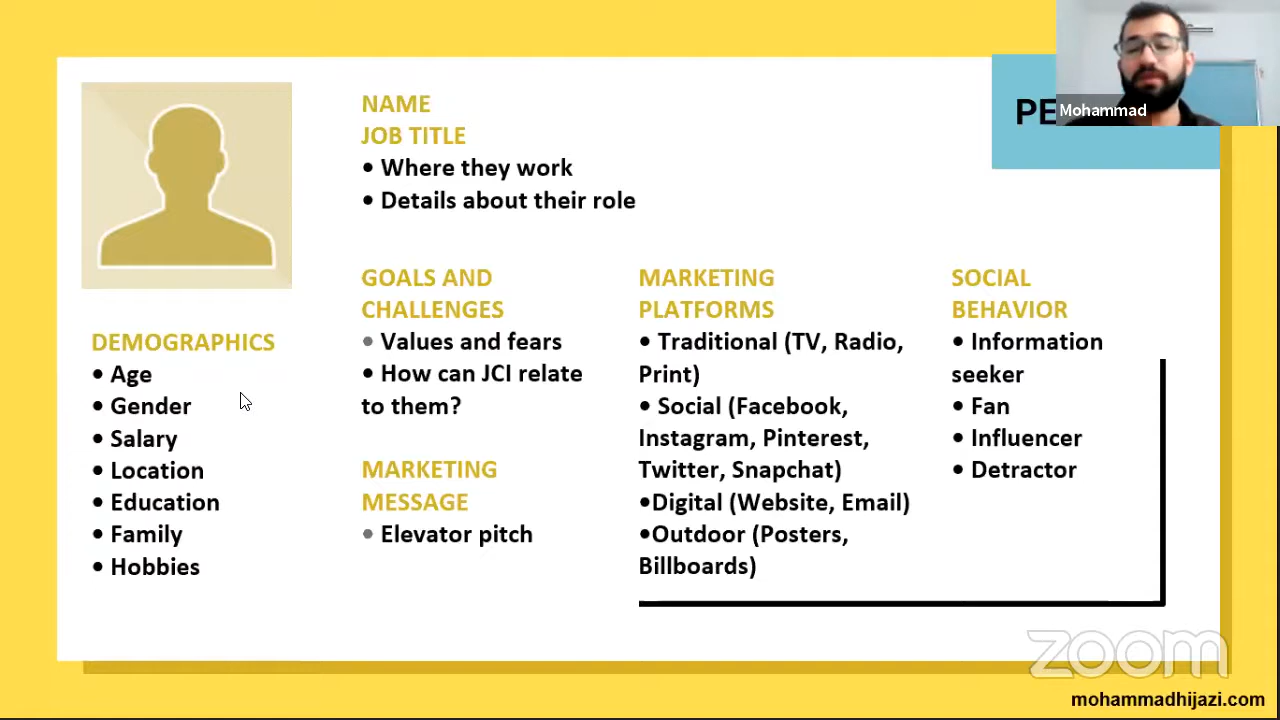 NAME
JOB TITLE
• Where they work
• Details about their role
PE
Mohammad
DEMOGRAPHICS
• Age
• Gender
• Salary
• Location
• Education
• Family
• Hobbies
GOALS AND
CHALLENGES
• Values and fears
• How can JCI relate
to them?
MARKETING
MESSAGE
• Elevator pitch
MARKETING
PLATFORMS
• Traditional (TV, Radio,
Print)
• Social (Facebook,
Instagram, Pinterest,
Twitter, Snapchat)
•Digital (Website, Email)
•Outdoor (Posters,
Billboards)
SOCIAL
BEHAVIOR
• Information
seeker
• Fan
• Influencer
• Detractor
zoom
mohammadhijazi.com